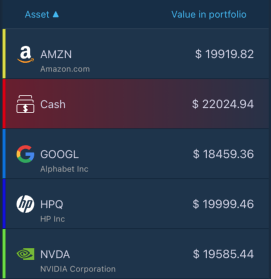 Asset ▲ Value in portfolio
AMZN $ 19919.82
Amazon.com
Cash $ 22024.94
GOOGL $ 18459.36
Alphabet Inc
hp HPQ $ 19999.46
HP Inc
NVDA $ 19585.44
NVIDIA Corporation